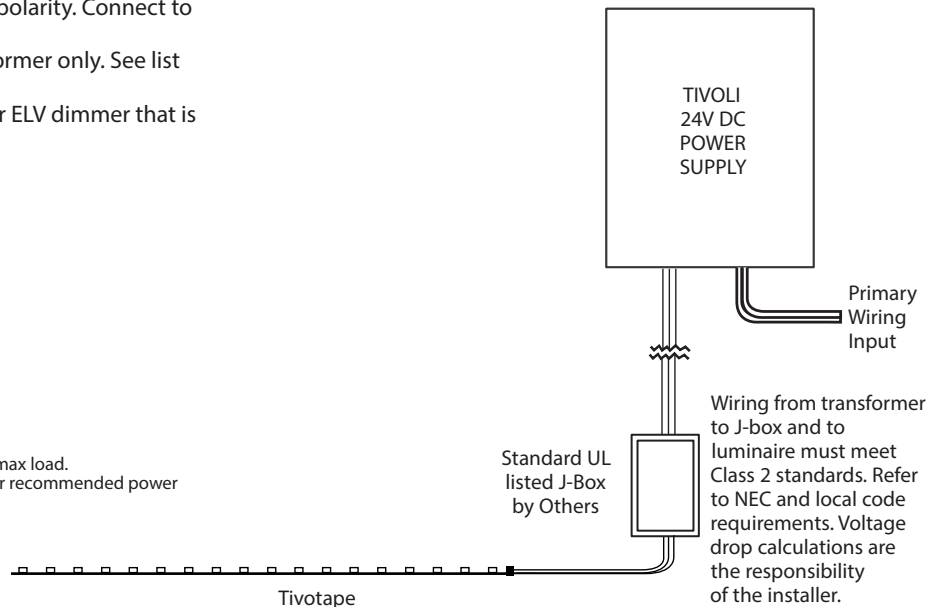 polarity. Connect to
ormer only. See list
r ELV dimmer that is
TIVOLI
24V DC
POWER
SUPPLY
Primary
Wiring
Input
Wiring from transformer
to J-box and to
luminaire must meet
Class 2 standards. Refer
to NEC and local code
requirements. Voltage
drop calculations are
the responsibility
of the installer.
Standard UL
listed J-Box
by Others
max load.
r recommended power
Tivotape